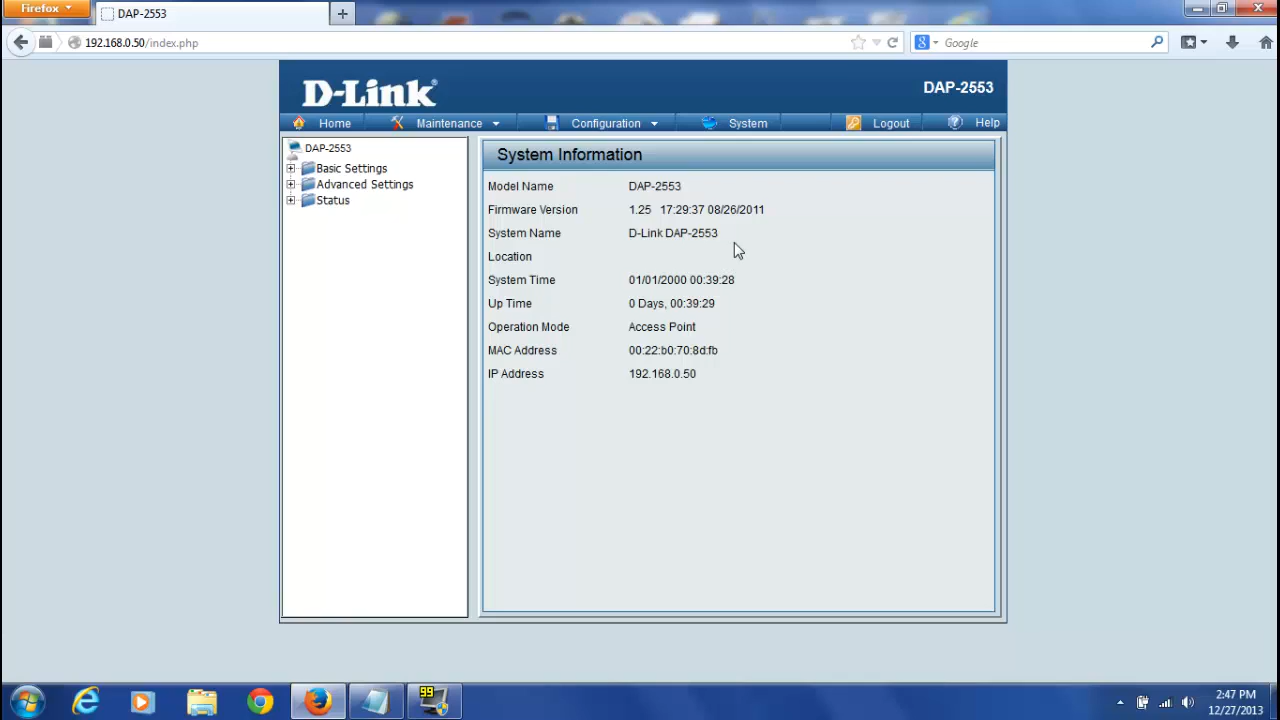 Firefox
DAP-2553
192.168.0.50/index.php
Google
D-Link®
DAP-2553
Home Maintenance Configuration System Logout Help
DAP-2553
Basic Settings
Advanced Settings
Status
System Information
Model Name DAP-2553
Firmware Version 1.25 17:29:37 08/26/2011
System Name D-Link DAP-2553
Location
System Time 01/01/2000 00:39:28
Up Time 0 Days, 00:39:29
Operation Mode Access Point
MAC Address 00:22:b0:70:8d:fb
IP Address 192.168.0.50
99
2:47 PM
12/27/2013